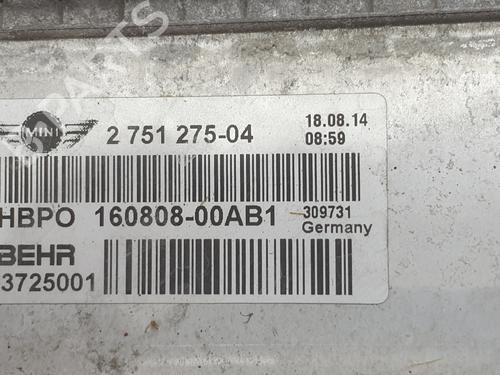 MINI
2 751 275-04
18.08.14
08:59
HBPO 160808-00AB1
309731
Germany
BEHR
3725001